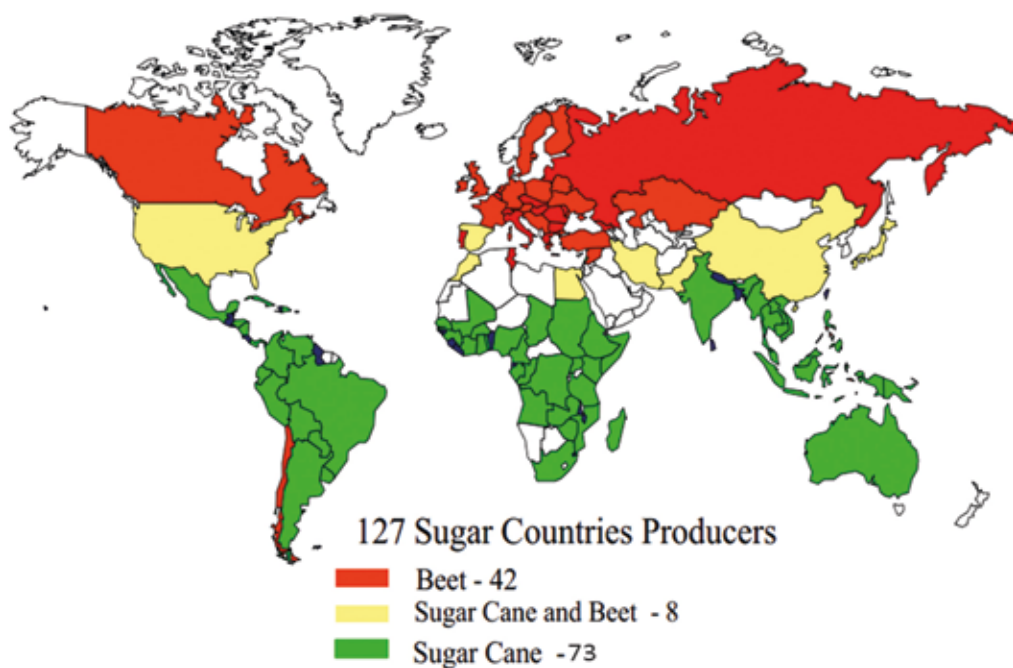 127 Sugar Countries Producers
Beet - 42
Sugar Cane and Beet - 8
Sugar Cane -73